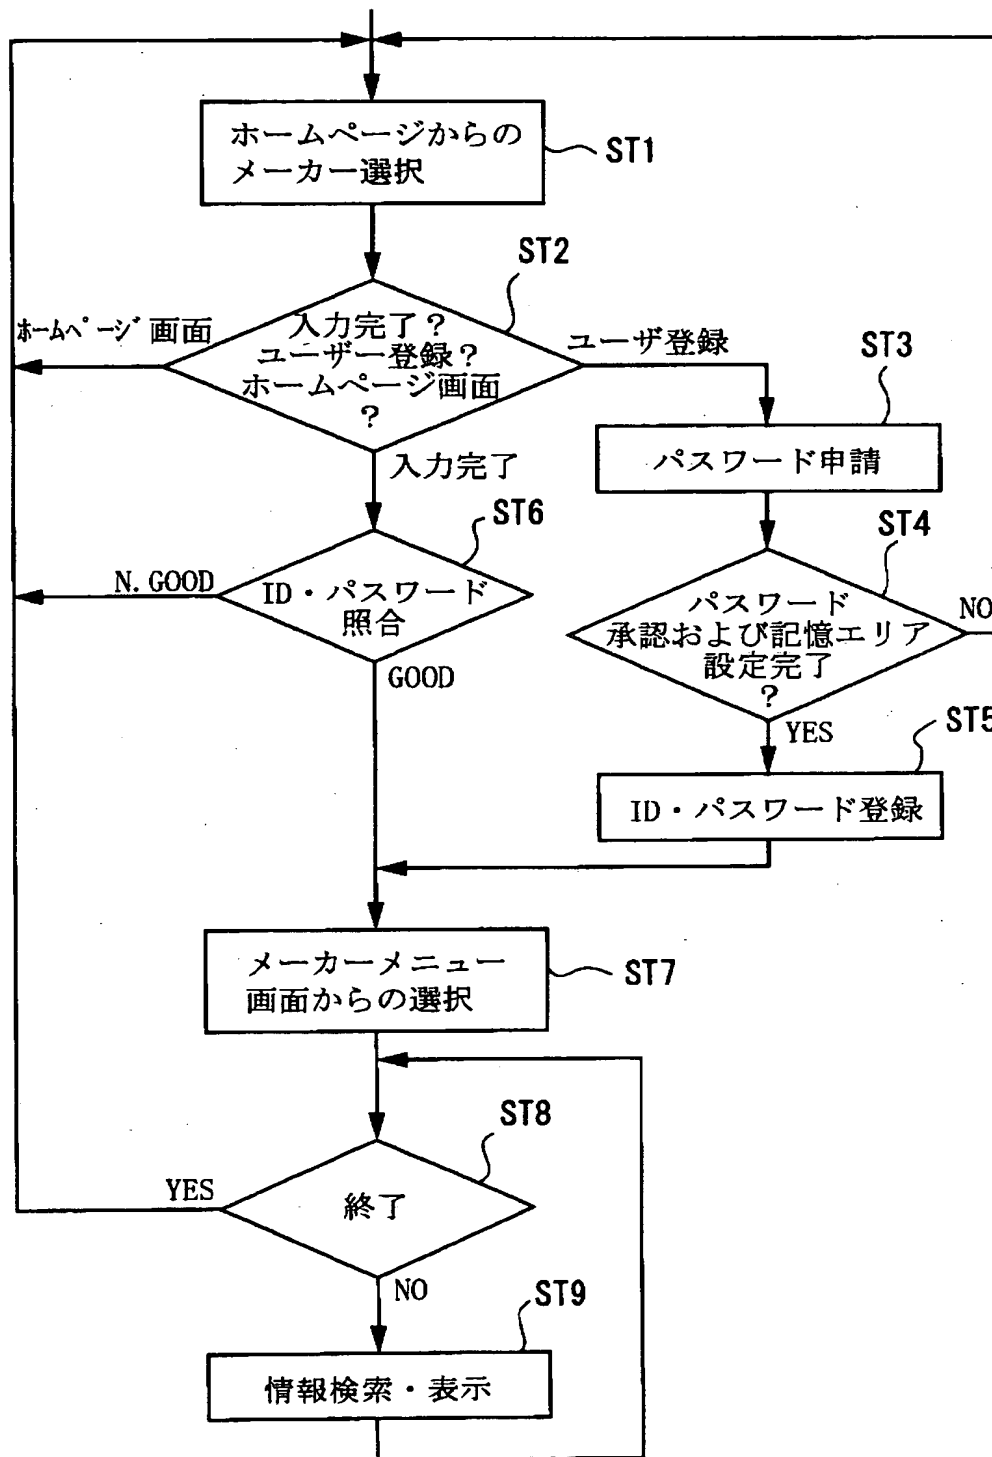 ホームページからの
メーカー選択
ST1
ST2
ホームページ画面
入力完了？
ユーザー登録？
ホームページ画面
？
ユーザ登録
ST3
パスワード申請
入力完了
ST6
ST4
N.GOOD
ID・パスワード
照合
GOOD
パスワード
承認および記憶エリア
設定完了
？
NO
YES
ST5
ID・パスワード登録
メーカーメニュー
画面からの選択
ST7
ST8
YES
終了
NO
ST9
情報検索・表示